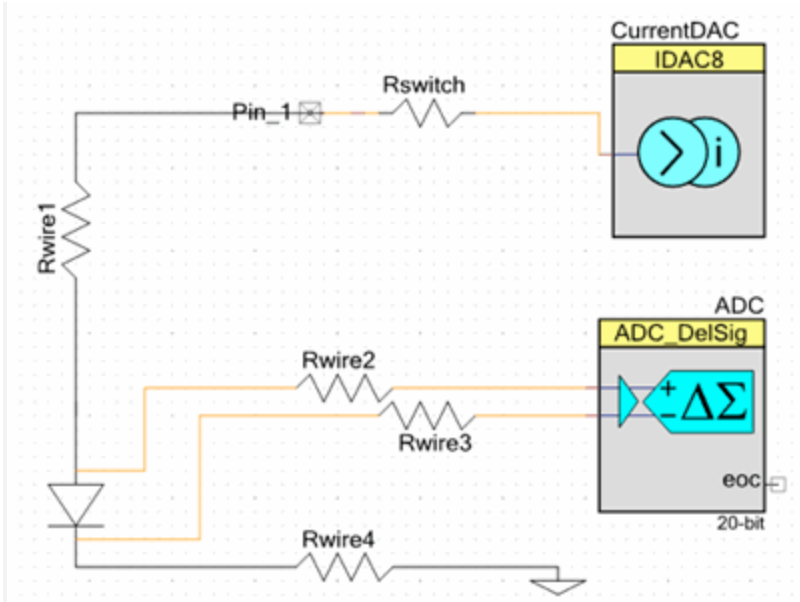 CurrentDAC
IDAC8
Rswitch
Pin_1
i
Rwire1
ADC
ADC_DelSig
Rwire2
+
- ΔΣ
Rwire3
eoc
20-bit
Rwire4